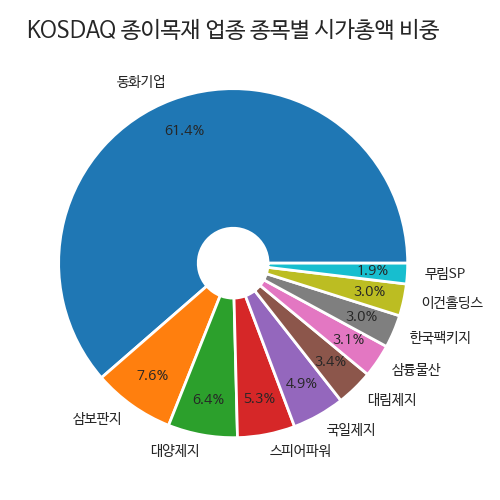 KOSDAQ 종이목재 업종 종목별 시가총액 비중
동화기업
61.4%
1.9%
무림SP
3.0%
이건홀딩스
3.0%
한국팩키지
3.1%
삼륭물산
3.4%
대림제지
4.9%
국일제지
5.3%
스피어파워
6.4%
대양제지
7.6%
삼보판지